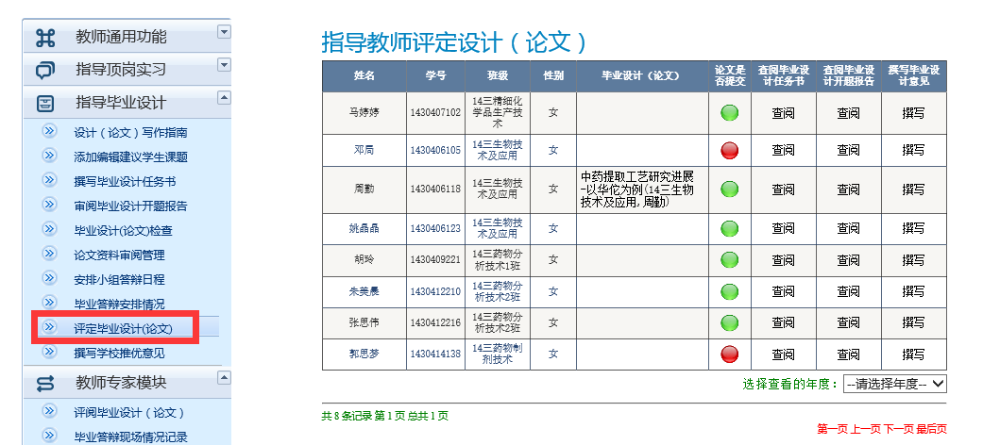 教师通用功能
指导顶岗实习
指导毕业设计
设计（论文）写作指南
添加编辑建议学生课题
撰写毕业设计任务书
审阅毕业设计开题报告
毕业设计(论文)检查
论文资料审阅管理
安排小组答辩日程
毕业答辩安排情况
评定毕业设计(论文)
撰写学校推优意见
教师专家模块
评阅毕业设计（论文）
毕业答辩现场情况记录
指导教师评定设计（论文）
姓名 学号 班级 性别 毕业设计（论文） 论文是 查阅毕业设 查阅毕业设 撰写毕业设
否提交 计任务书 计开题报告 计意见
14三精细化
马婷婷 1430407102 学品生产技 女 查阅 查阅 撰写
术
邓局 1430406105 14三生物技 女 查阅 查阅 撰写
术及应用
中药提取工艺研究进展
周勤 1430406118 14三生物技 女 -以华佗为例(14三生物 查阅 查阅 撰写
术及应用 技术及应用,周勤)
姚晶晶 1430406123 14三生物技 女 查阅 查阅 撰写
术及应用
胡玲 1430409221 14三药物分 女 查阅 查阅 撰写
析技术1班
朱美晨 1430412210 14三药物分 女 查阅 查阅 撰写
析技术2班
张思伟 1430412216 14三药物分 女 查阅 查阅 撰写
析技术2班
郭思梦 1430414138 14三药物制 女 查阅 查阅 撰写
剂技术
选择查看的年度：--请选择年度--
共8条记录 第1页 总共1页
第一页 上一页 下一页 最后页